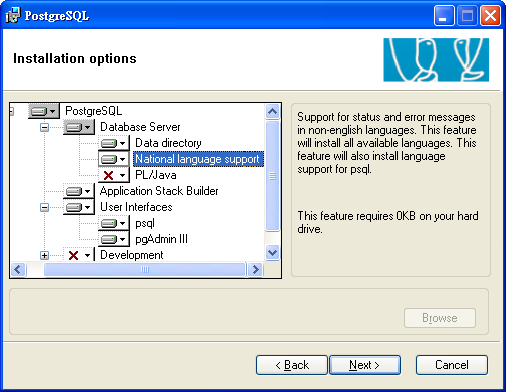 PostgreSQL
Installation options
PostgreSQL
Database Server
Data directory
National language support
PL/Java
Application Stack Builder
User Interfaces
psql
pgAdmin III
Development
Support for status and error messages
in non-english languages. This feature
will install all available languages. This
feature will also install language
support for psql.
This feature requires 0KB on your hard
drive.
Browse
< Back
Next >
Cancel